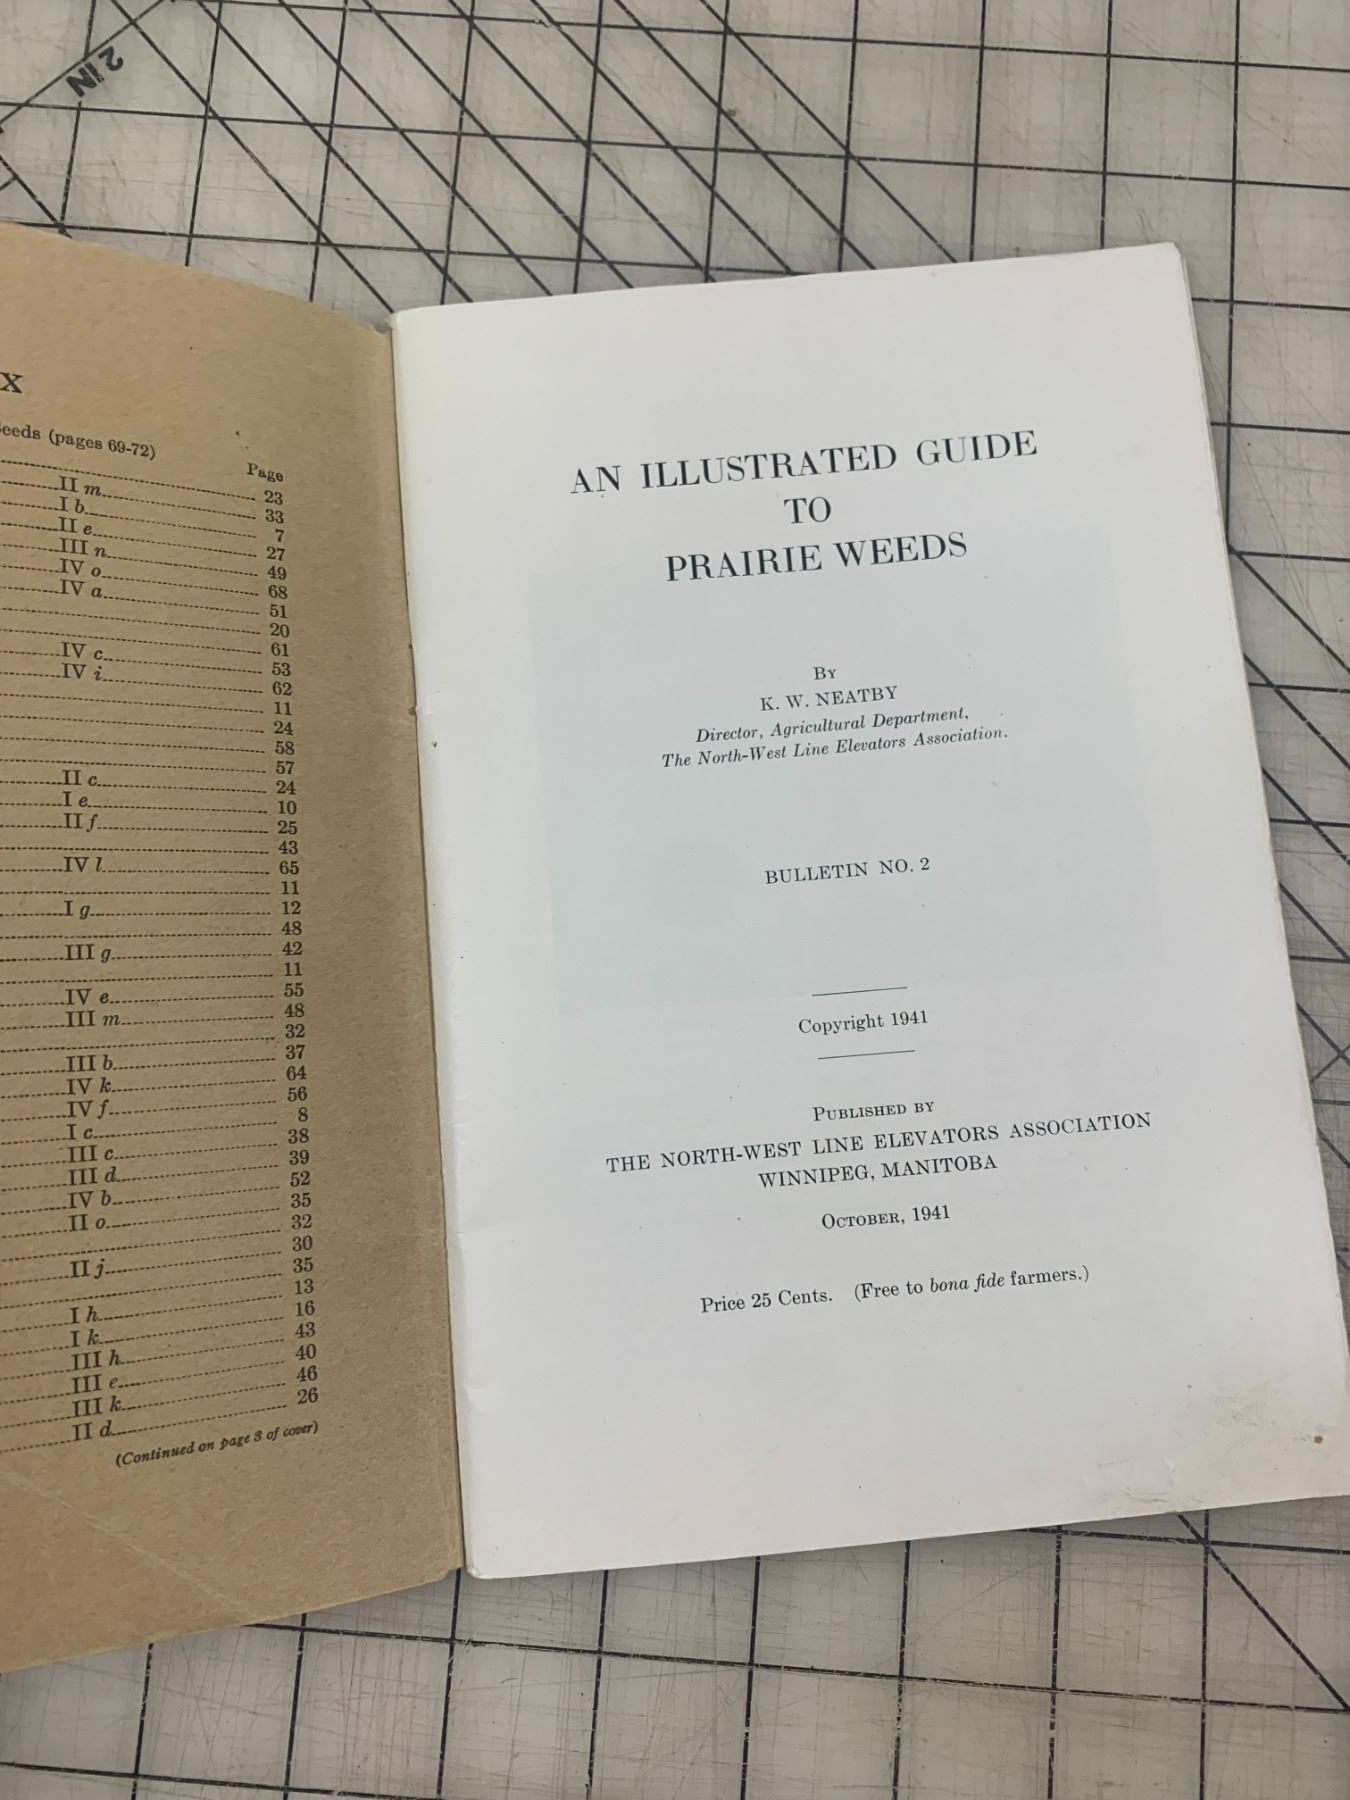 2 IN
X
eeds (pages 69-72)
Page
23
II m 33
I b 7
II e 27
III n 49
IV o 68
IV a 51
20
61
IV c 53
IV i 62
11
24
58
57
II c 24
I e 10
II f 25
43
IV l 65
11
I g 12
48
III g 42
11
IV e 55
III m 48
32
III b 37
IV k 64
IV f 56
I c 8
III c 38
III d 39
IV b 52
II o 35
32
30
II j 35
13
I h 16
I k 43
III h 40
III e 46
III k 26
II d
(Continued on page 3 of cover)
AN ILLUSTRATED GUIDE
TO
PRAIRIE WEEDS
BY
K. W. NEATBY
Director, Agricultural Department,
The North-West Line Elevators Association.
BULLETIN NO. 2
Copyright 1941
PUBLISHED BY
THE NORTH-WEST LINE ELEVATORS ASSOCIATION
WINNIPEG, MANITOBA
OCTOBER, 1941
Price 25 Cents. (Free to bona fide farmers.)